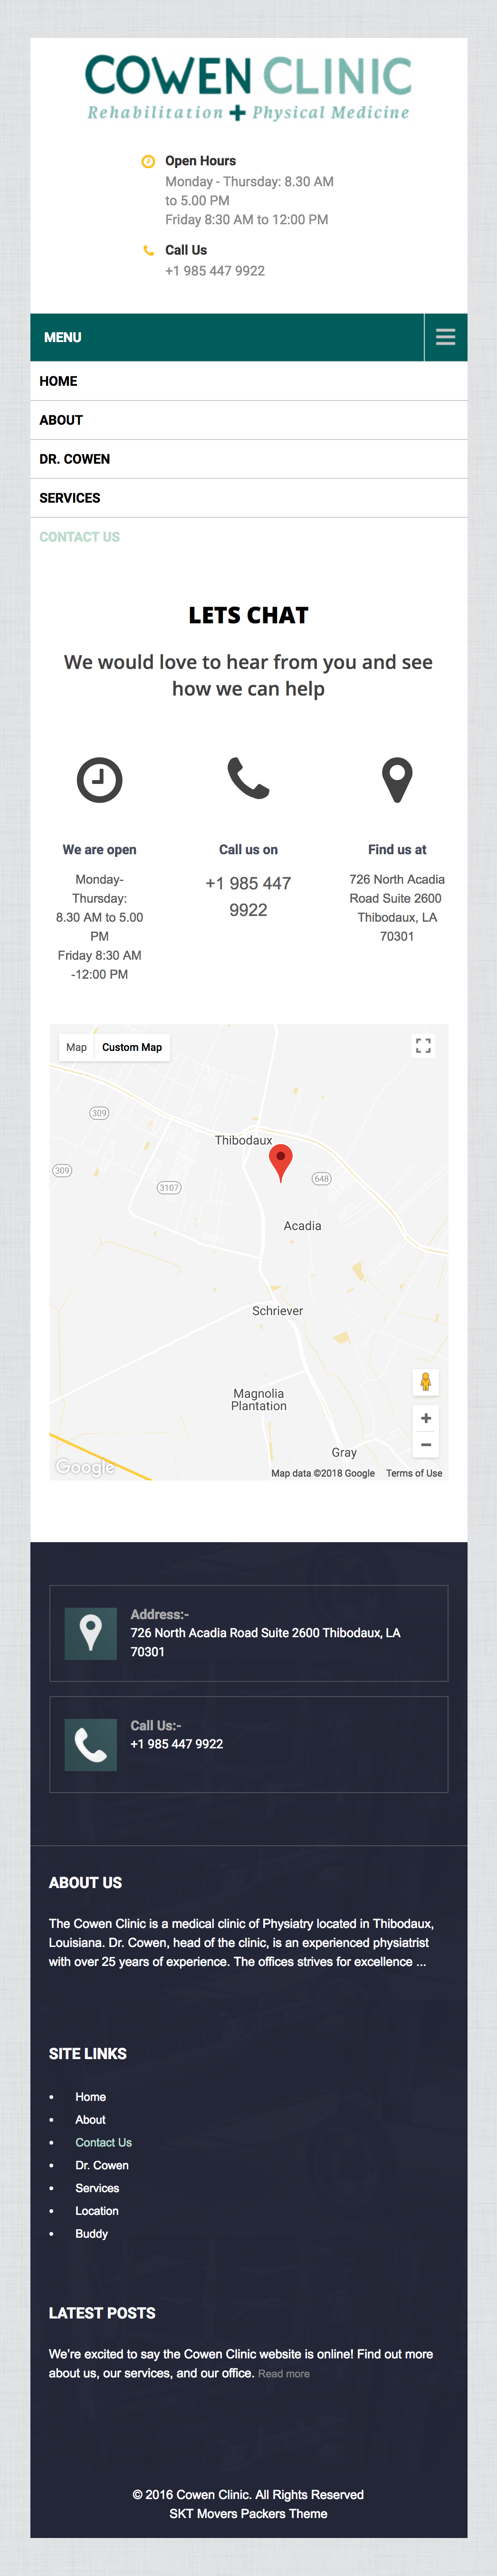 COWEN CLINIC
Rehabilitation + Physical Medicine
Open Hours
Monday - Thursday: 8.30 AM
to 5.00 PM
Friday 8:30 AM to 12:00 PM
Call Us
+1 985 447 9922
MENU
HOME
ABOUT
DR. COWEN
SERVICES
CONTACT US
LETS CHAT
We would love to hear from you and see
how we can help
We are open
Monday-
Thursday:
8.30 AM to 5.00
PM
Friday 8:30 AM
-12:00 PM
Call us on
+1 985 447
9922
Find us at
726 North Acadia
Road Suite 2600
Thibodaux, LA
70301
Map
Custom Map
309
Thibodaux
309
3107
648
Acadia
Schriever
Magnolia
Plantation
Gray
Google
Map data ©2018 Google Terms of Use
Address:-
726 North Acadia Road Suite 2600 Thibodaux, LA
70301
Call Us:-
+1 985 447 9922
ABOUT US
The Cowen Clinic is a medical clinic of Physiatry located in Thibodaux,
Louisiana. Dr. Cowen, head of the clinic, is an experienced physiatrist
with over 25 years of experience. The offices strives for excellence ...
SITE LINKS
• Home
• About
• Contact Us
• Dr. Cowen
• Services
• Location
• Buddy
LATEST POSTS
We're excited to say the Cowen Clinic website is online! Find out more
about us, our services, and our office. Read more
© 2016 Cowen Clinic. All Rights Reserved
SKT Movers Packers Theme